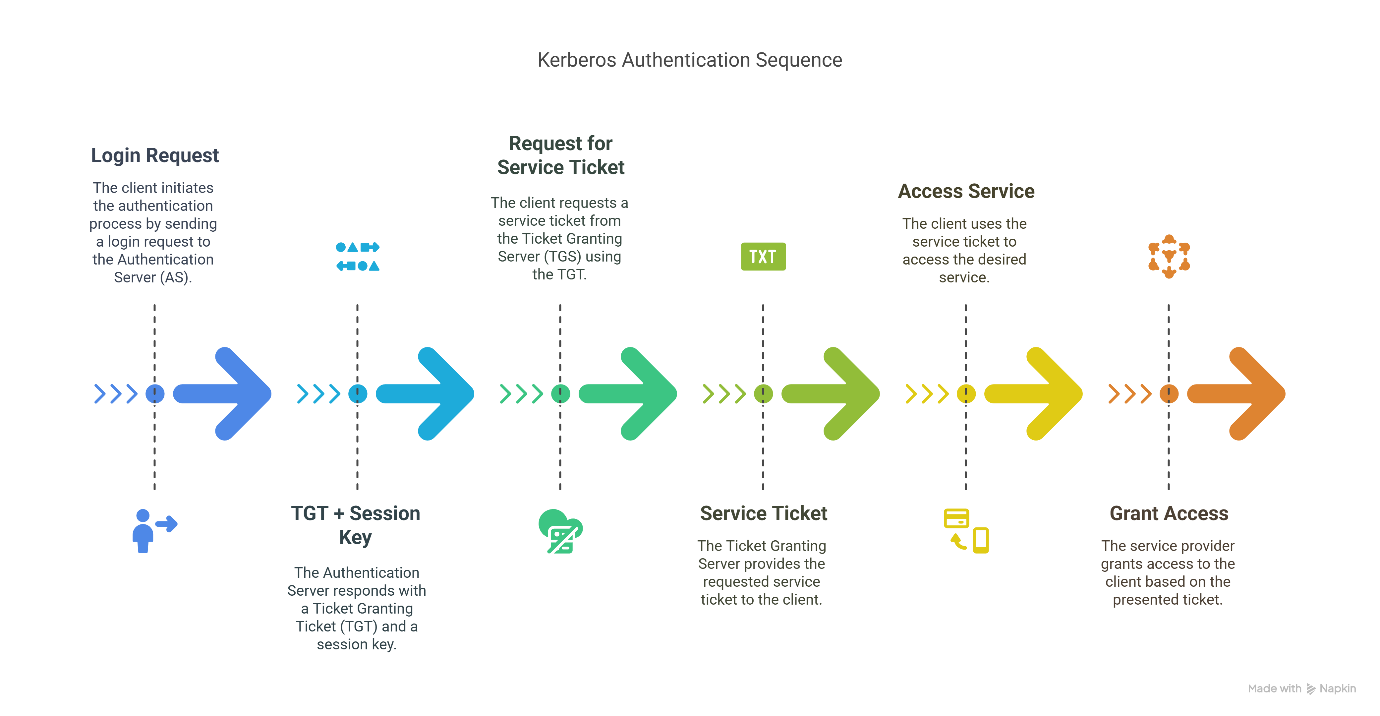 Kerberos Authentication Sequence
Login Request
The client initiates
the authentication
process by sending
a login request to
the Authentication
Server (AS).
TGT + Session
Key
The Authentication
Server responds with
a Ticket Granting
Ticket (TGT) and a
session key.
Request for
Service Ticket
The client requests a
service ticket from
the Ticket Granting
Server (TGS) using
the TGT.
TXT
Service Ticket
The Ticket Granting
Server provides the
requested service
ticket to the client.
Access Service
The client uses the
service ticket to
access the desired
service.
Grant Access
The service provider
grants access to the
client based on the
presented ticket.
Made with Napkin